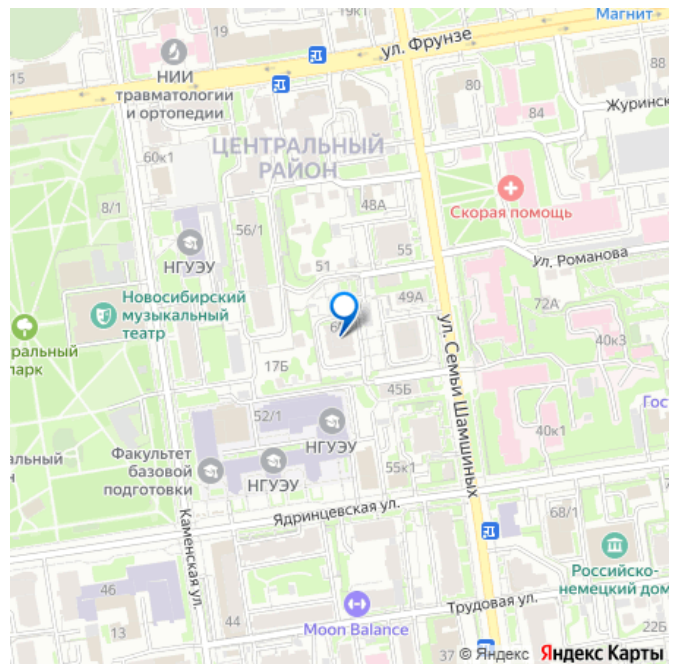 19к1
Магнит
ул. Фрунзе
15
19
НИИ
травматологии
и ортопедии
80
88
84
Журинск
ЦЕНТРАЛЬНЫЙ
РАЙОН
60к1
Скорая помощь
8/1
48А
56/1
55
НГУЭУ
51
ул. Романова
Новосибирский
музыкальный
театр
49А
72А
ральный
парк
ул. Семьи Шамшиных
40к3
17Б
45Б
Гос
52/1
НГУЭУ
40к1
Факультет
базовой
подготовки
НГУЭУ
альный
55к1
Ядринцевская ул.
68/1
Каменская ул.
Российско-
немецкий дом
46
44
Трудовая ул.
13
Moon Balance
37
22Б
© Яндекс Яндекс Карты